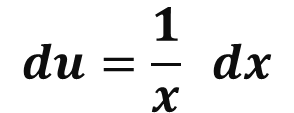 du = 1/x dx